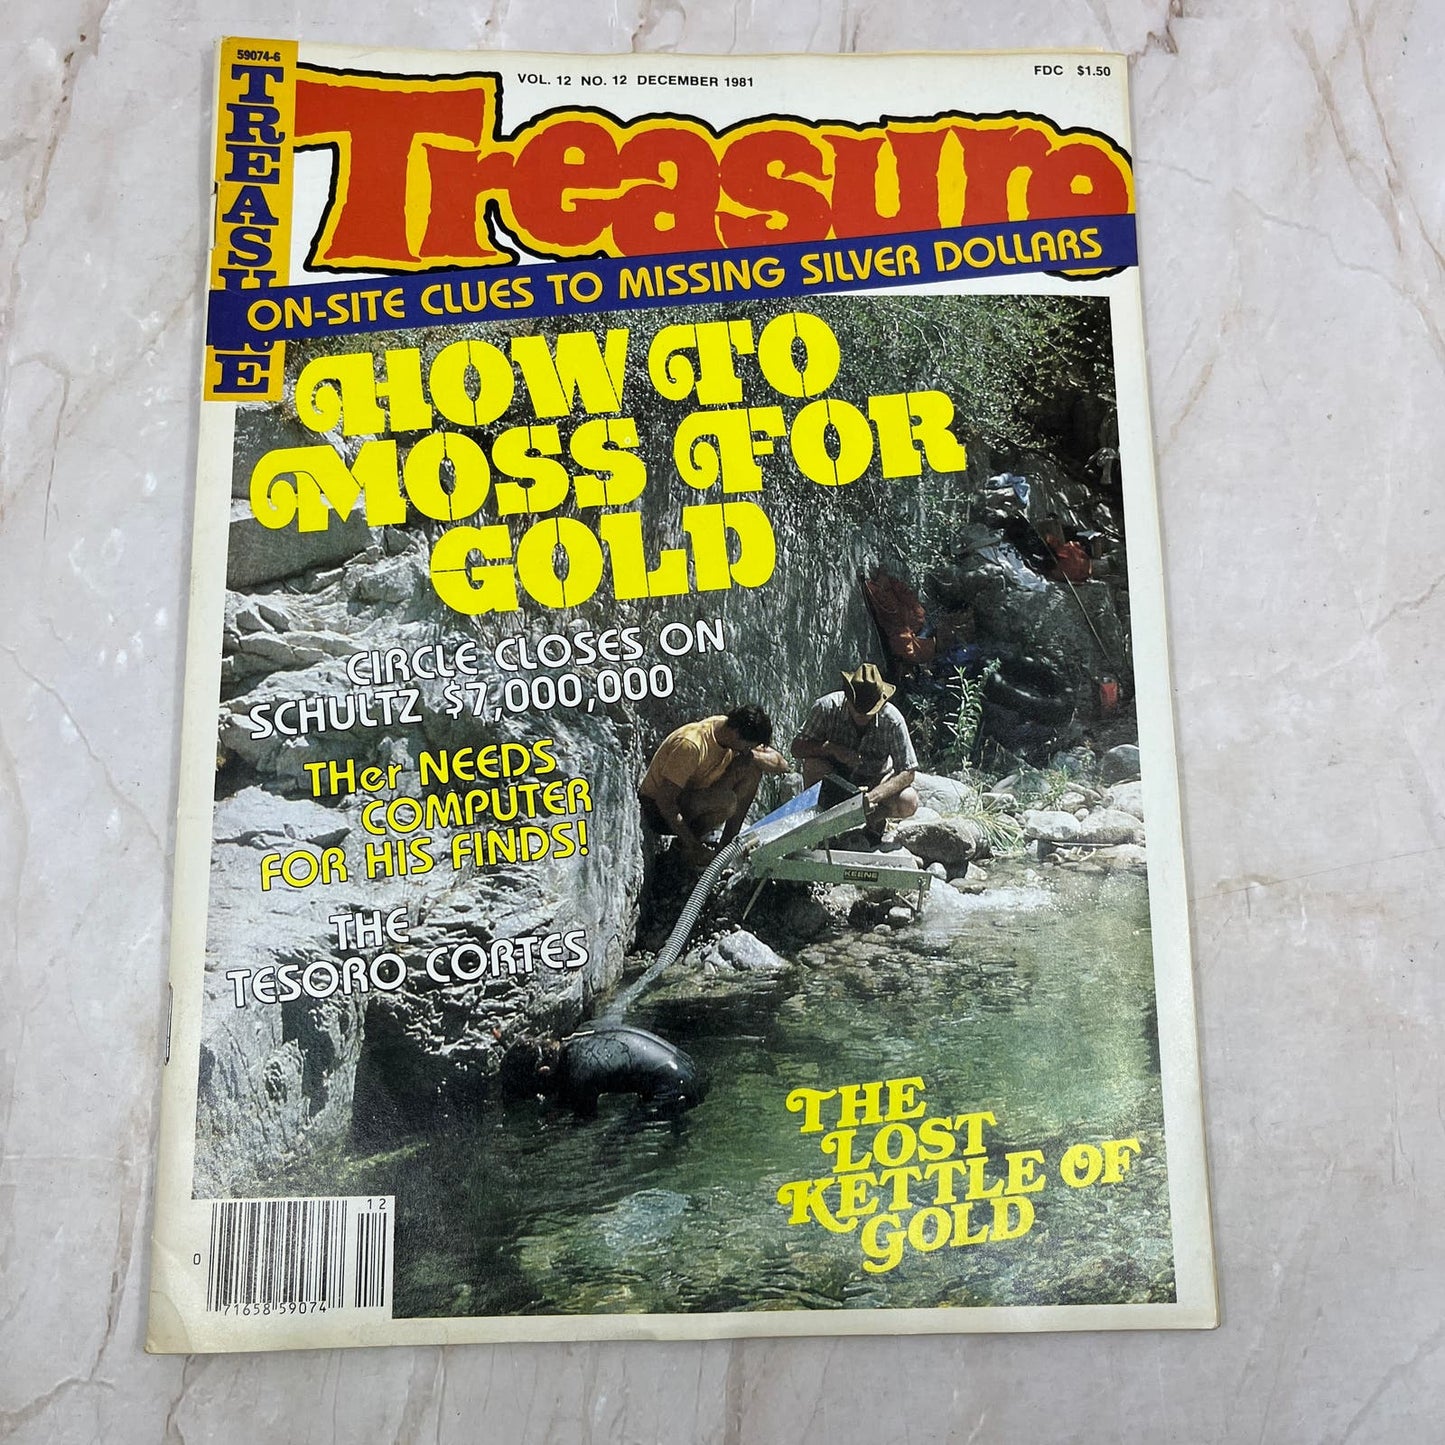 59074-6
TREASURE
VOL. 12 NO. 12 DECEMBER 1981
FDC $1.50
Treasure
ON-SITE CLUES TO MISSING SILVER DOLLARS
HOW TO
MOSS FOR
GOLD
CIRCLE CLOSES ON
SCHULTZ $7,000,000
THer NEEDS
COMPUTER
FOR HIS FINDS!
THE
TESORO CORTES
KEENE
THE
LOST
KETTLE OF
GOLD
12
0
71658 59074